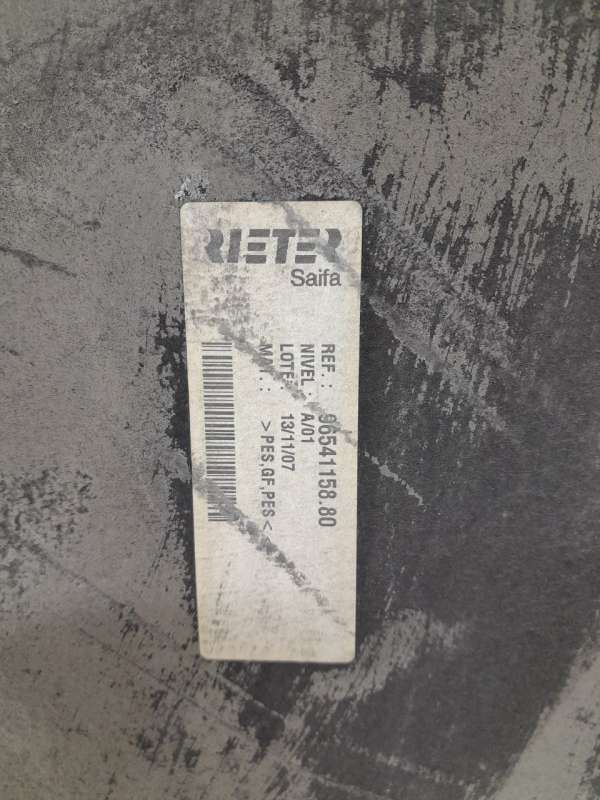 RIETER
Saifa
REF.: 96541158.80
NIVEL: A/01
LOTE: 13/11/07
MAT.: >PES,GF,PES<